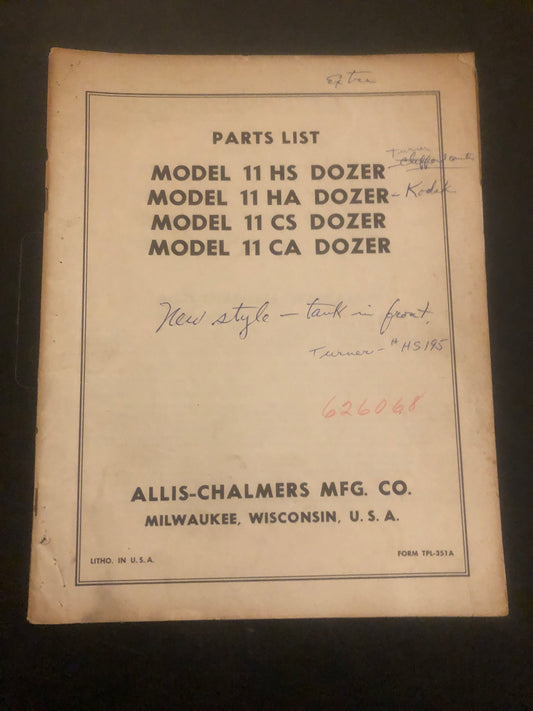 Extra
PARTS LIST
Turner
MODEL 11 HS DOZER
MODEL 11 HA DOZER - Kodek
MODEL 11 CS DOZER
MODEL 11 CA DOZER
New style - tank in front.
Turner - # HS195
626068
ALLIS-CHALMERS MFG. CO.
MILWAUKEE, WISCONSIN, U. S. A.
LITHO. IN U. S. A.
FORM TPL-351A